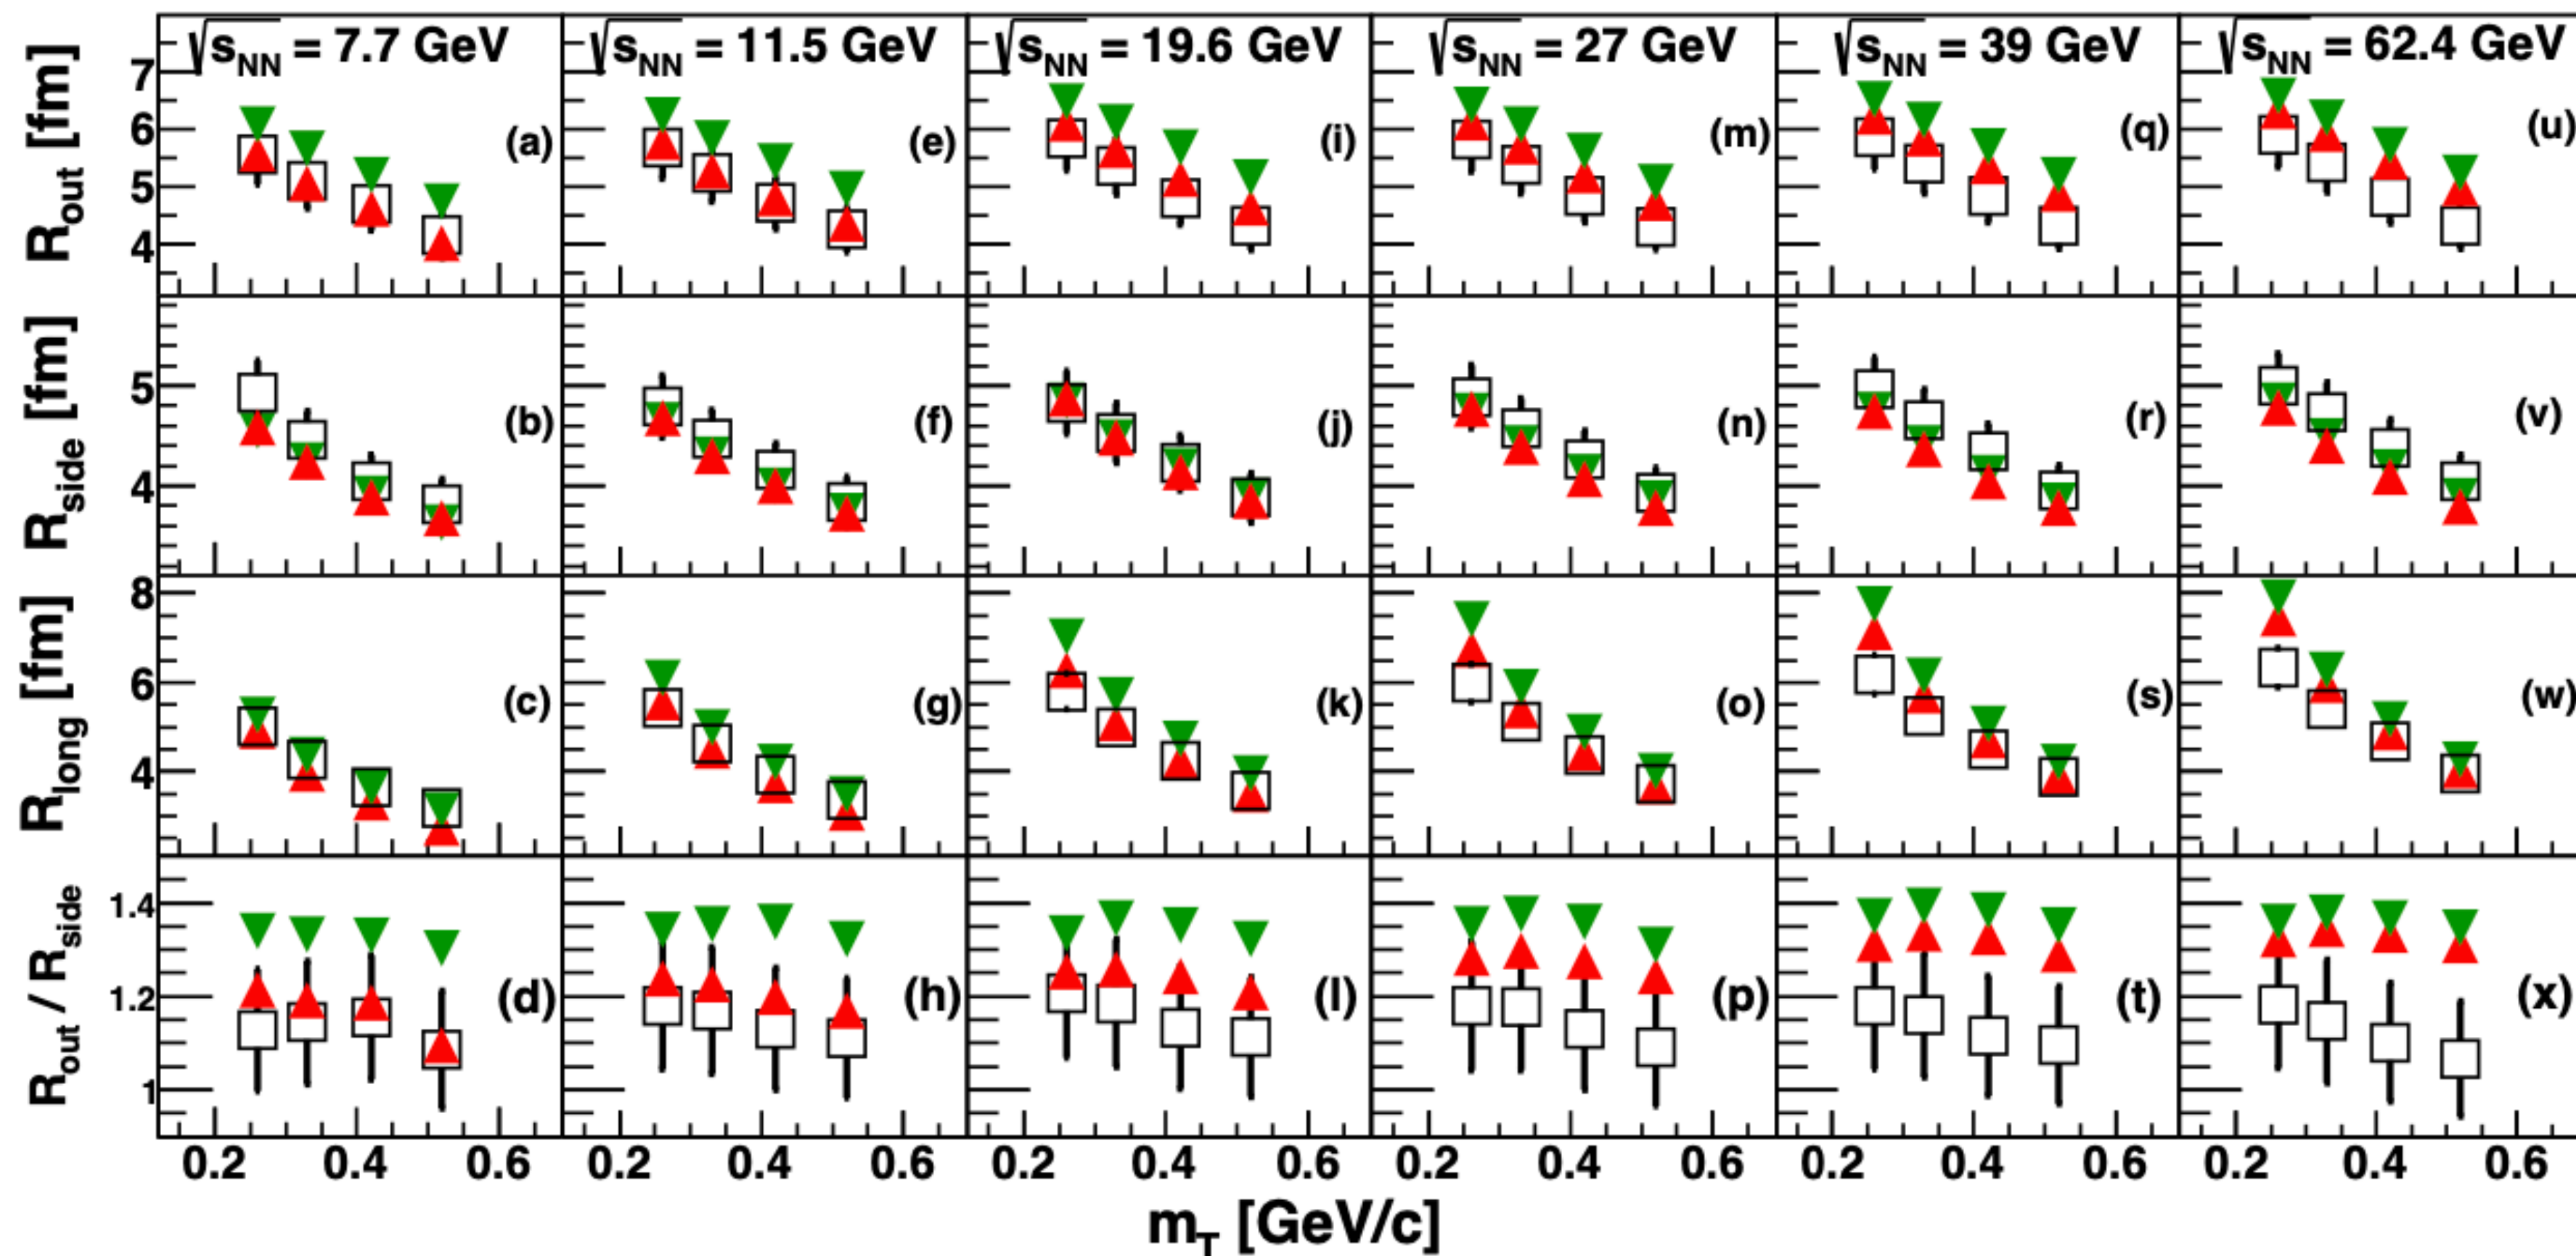 √sNN = 7.7 GeV √sNN = 11.5 GeV √sNN = 19.6 GeV √sNN = 27 GeV √sNN = 39 GeV √sNN = 62.4 GeV
Rout [fm]
7
6
5
4
(a) (e) (i) (m) (q) (u)
Rside [fm]
5
4
(b) (f) (j) (n) (r) (v)
Rlong [fm]
8
6
4
(c) (g) (k) (o) (s) (w)
Rout / Rside
1.4
1.2
1
(d) (h) (l) (p) (t) (x)
0.2 0.4 0.6 0.2 0.4 0.6 0.2 0.4 0.6 0.2 0.4 0.6 0.2 0.4 0.6 0.2 0.4 0.6
mT [GeV/c]